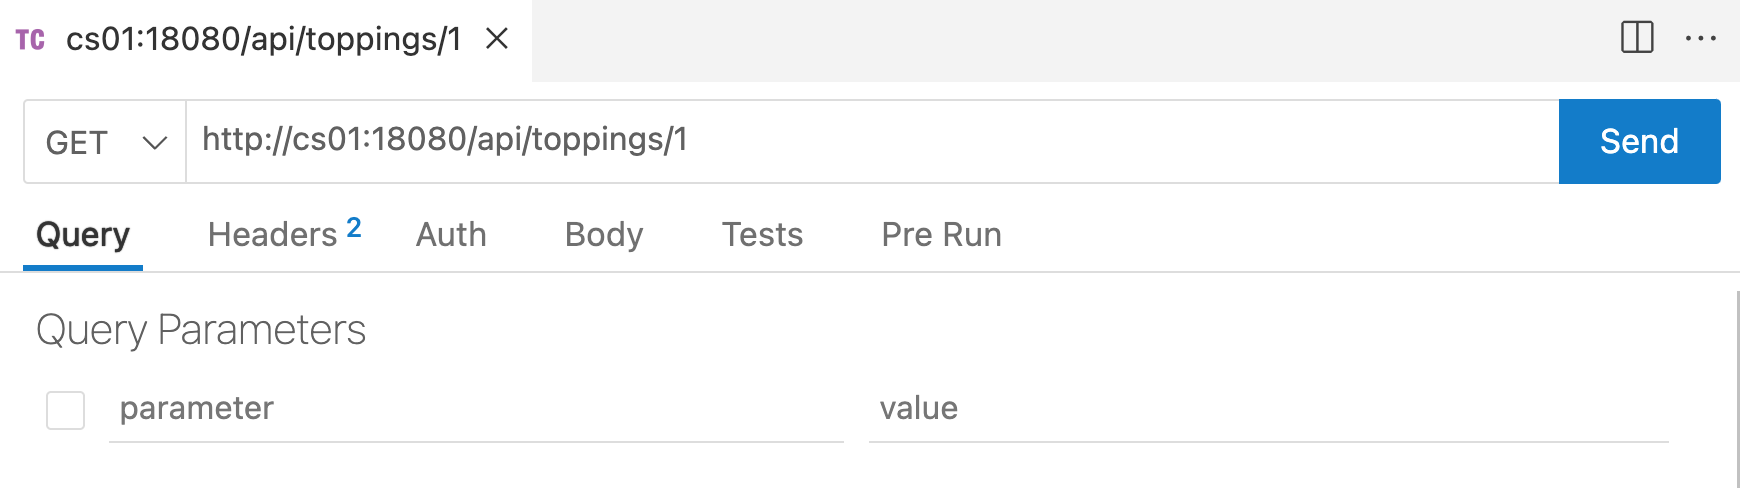 TC cs01:18080/api/toppings/1
GET http://cs01:18080/api/toppings/1 Send
Query Headers 2 Auth Body Tests Pre Run
Query Parameters
parameter value